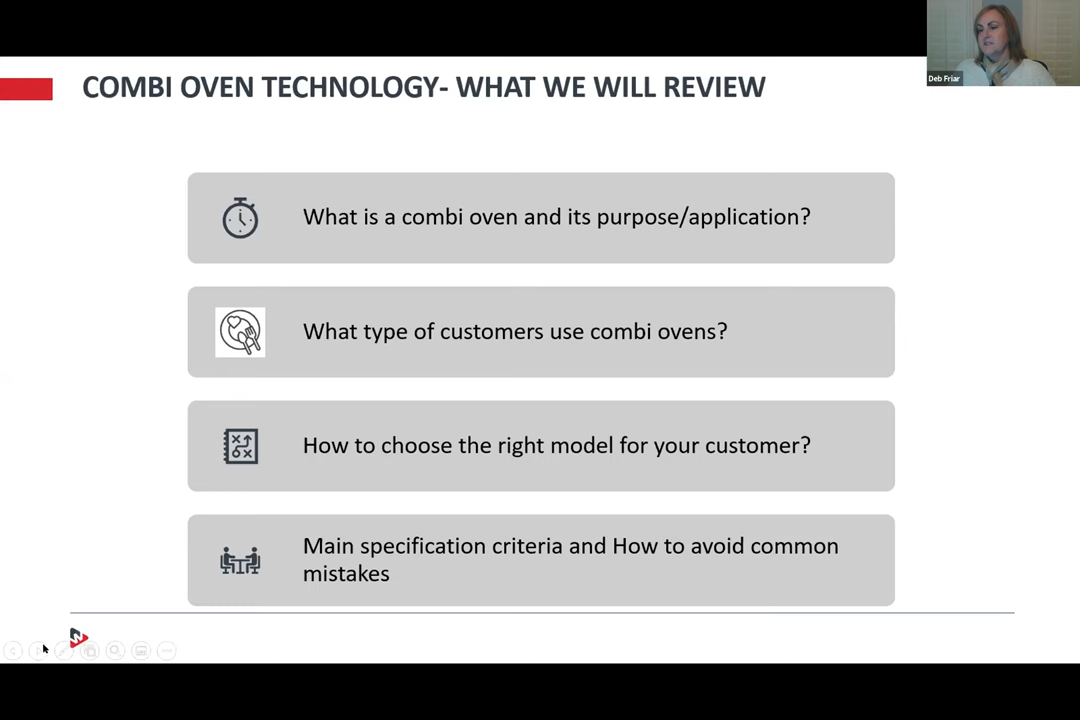 Deb Friar
COMBI OVEN TECHNOLOGY- WHAT WE WILL REVIEW
What is a combi oven and its purpose/application?
What type of customers use combi ovens?
How to choose the right model for your customer?
Main specification criteria and How to avoid common
mistakes